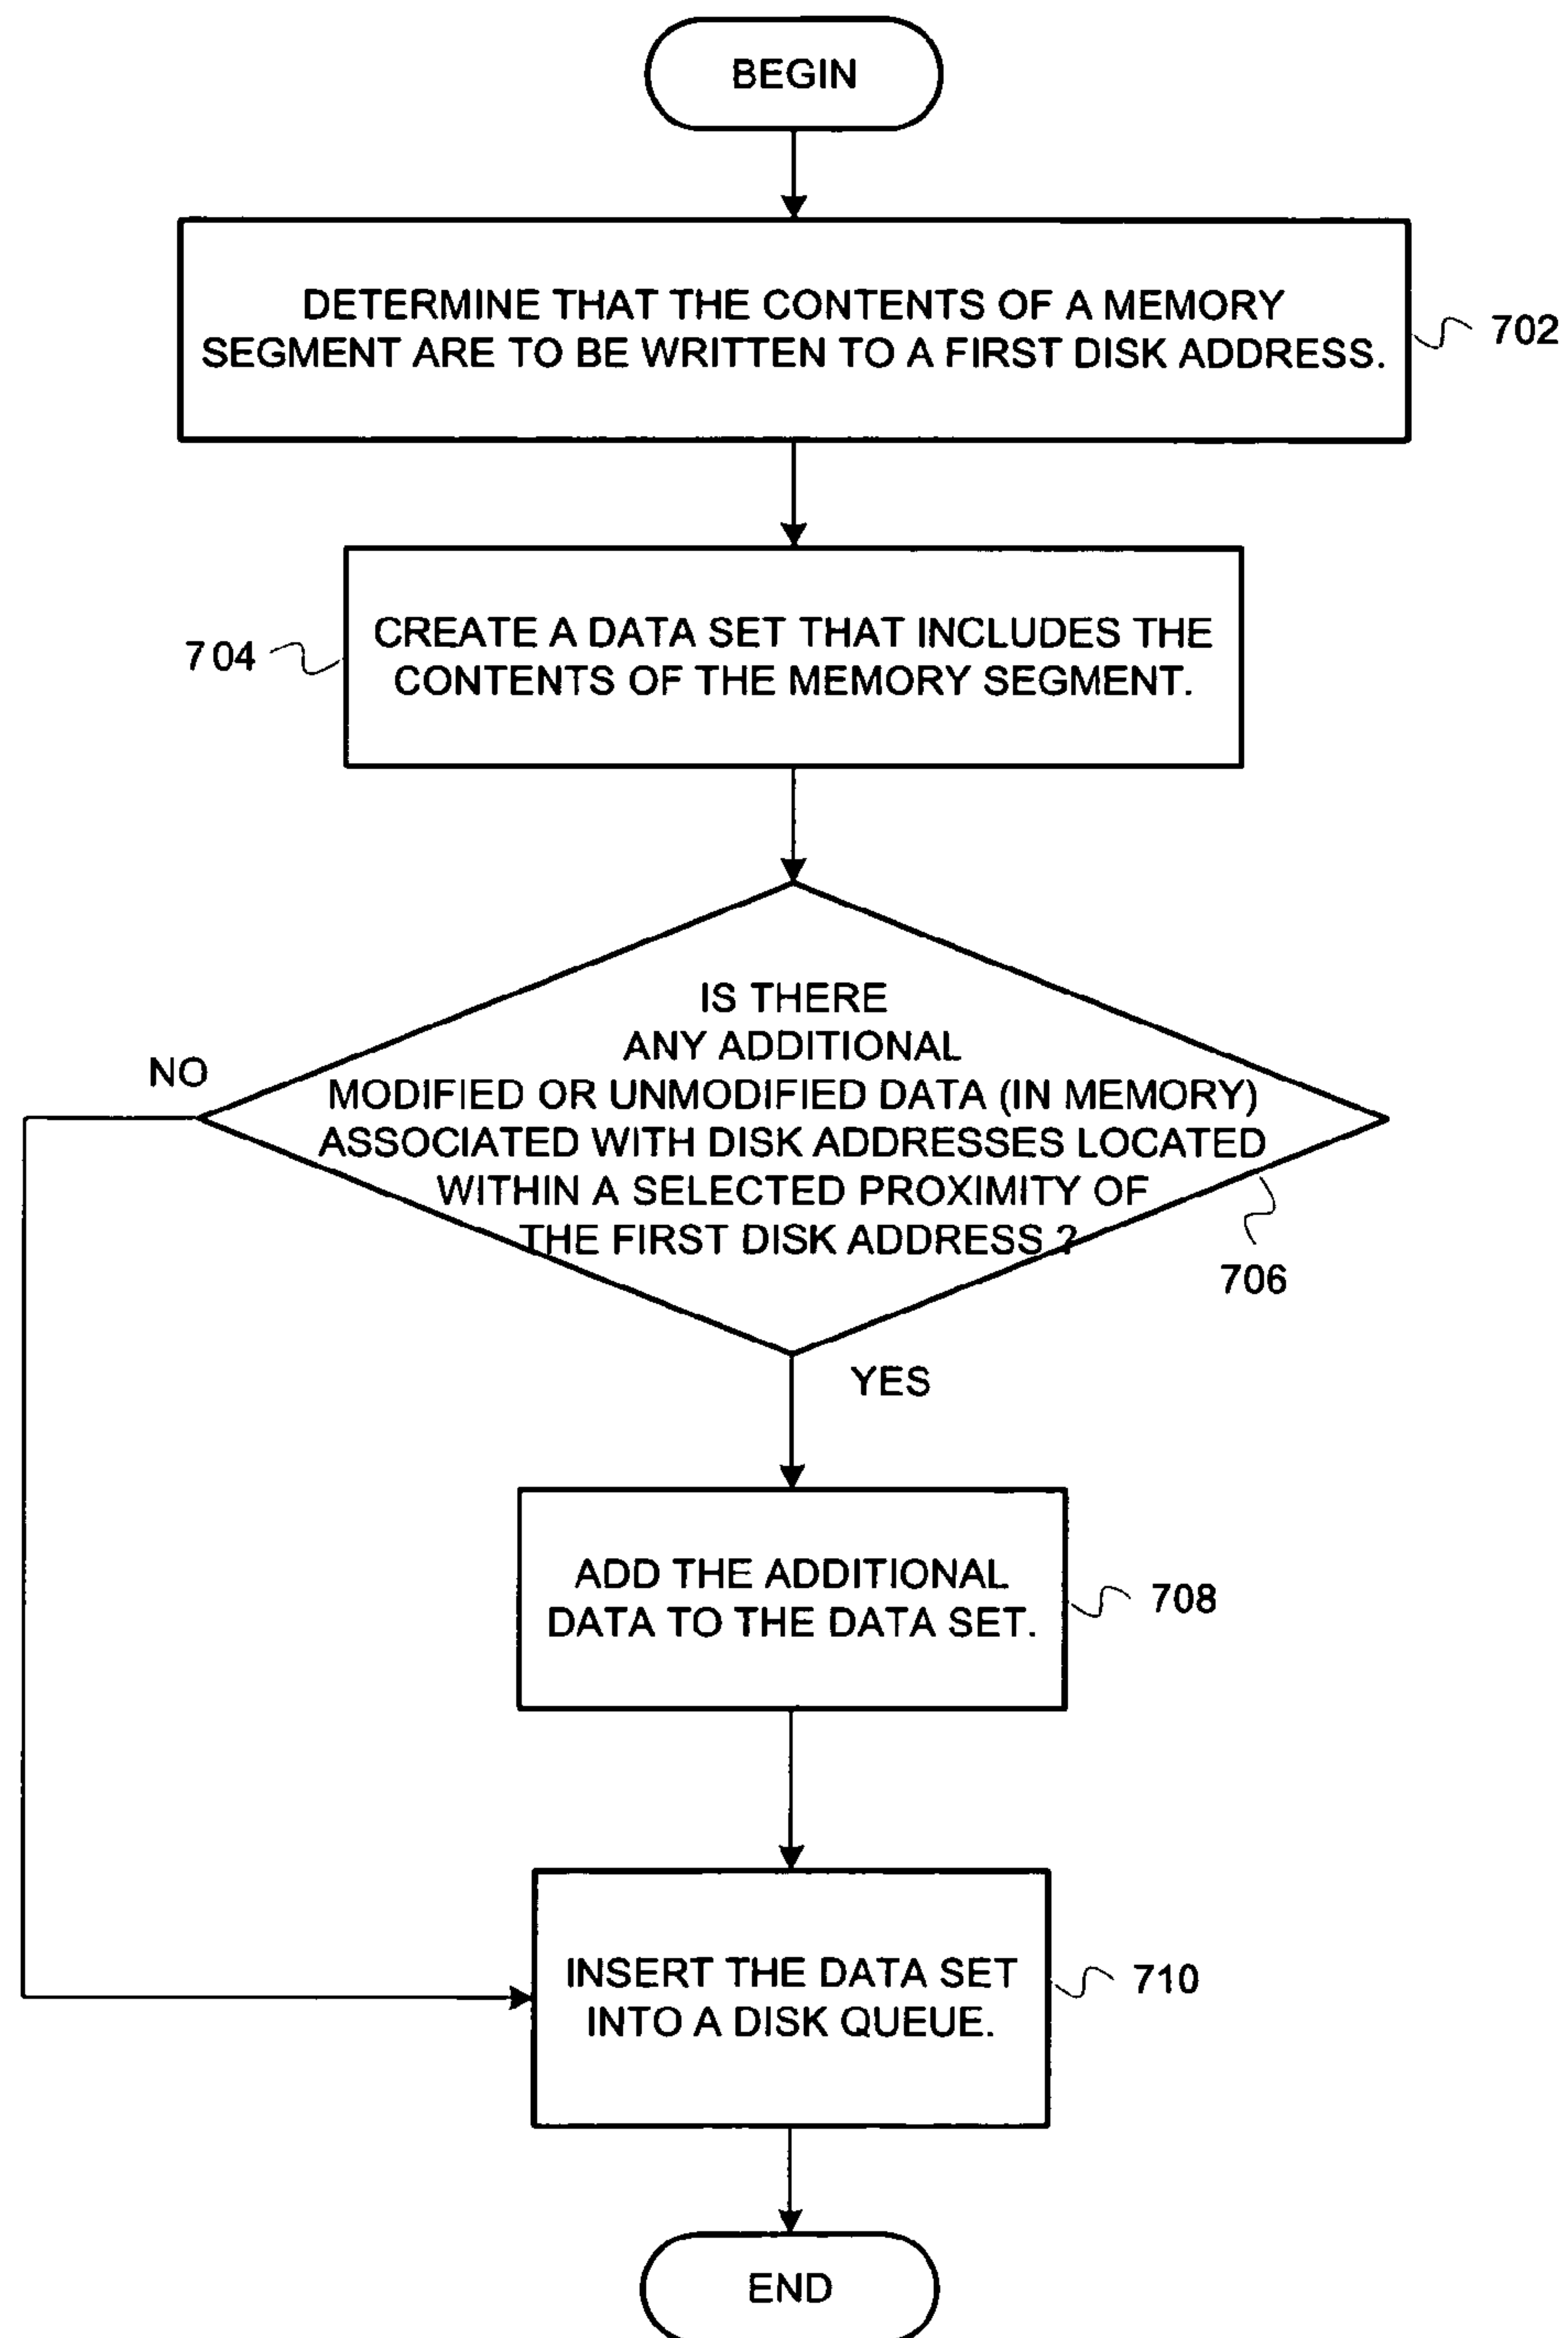 BEGIN
DETERMINE THAT THE CONTENTS OF A MEMORY
SEGMENT ARE TO BE WRITTEN TO A FIRST DISK ADDRESS.
702
CREATE A DATA SET THAT INCLUDES THE
CONTENTS OF THE MEMORY SEGMENT.
704
IS THERE
ANY ADDITIONAL
MODIFIED OR UNMODIFIED DATA (IN MEMORY)
ASSOCIATED WITH DISK ADDRESSES LOCATED
WITHIN A SELECTED PROXIMITY OF
THE FIRST DISK ADDRESS ?
NO
706
YES
ADD THE ADDITIONAL
DATA TO THE DATA SET.
708
INSERT THE DATA SET
INTO A DISK QUEUE.
710
END